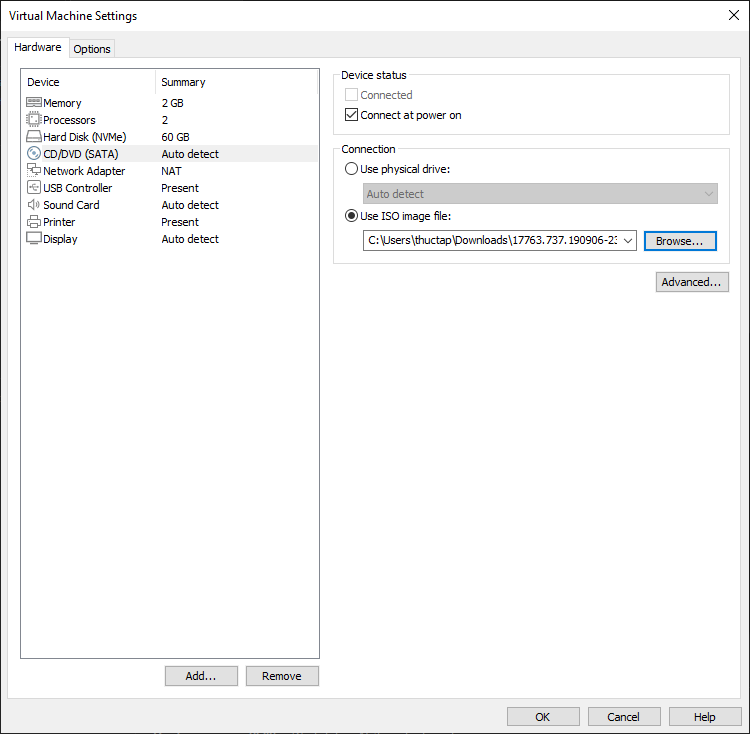 Virtual Machine Settings
Hardware Options
Device Summary
Memory 2 GB
Processors 2
Hard Disk (NVMe) 60 GB
CD/DVD (SATA) Auto detect
Network Adapter NAT
USB Controller Present
Sound Card Auto detect
Printer Present
Display Auto detect
Add... Remove
Device status
Connected
Connect at power on
Connection
Use physical drive:
Auto detect
Use ISO image file:
C:\Users\thuctap\Downloads\17763.737.190906-23
Browse...
Advanced...
OK Cancel Help